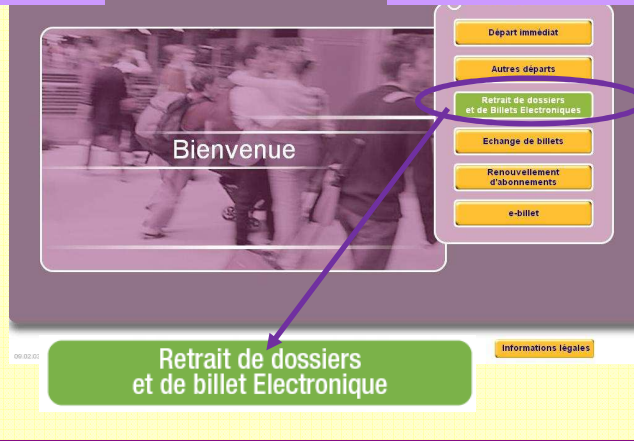 Départ immédiat
Autres départs
Retrait de dossiers
et de Billets Electroniques
Bienvenue
Echange de billets
Renouvellement
d'abonnements
e-billet
Informations légales
Retrait de dossiers
et de billet Electronique